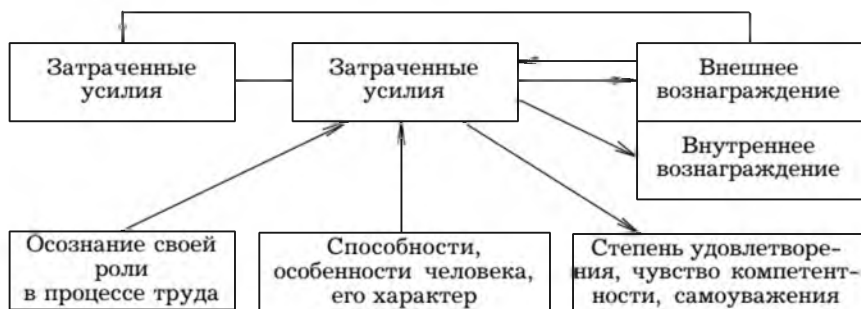 Затраченные
усилия
Затраченные
усилия
Внешнее
вознаграждение
Внутреннее
вознаграждение
Осознание своей
роли
в процессе труда
Способности,
особенности человека,
его характер
Степень удовлетворе-
ния, чувство компетент-
ности, самоуважения